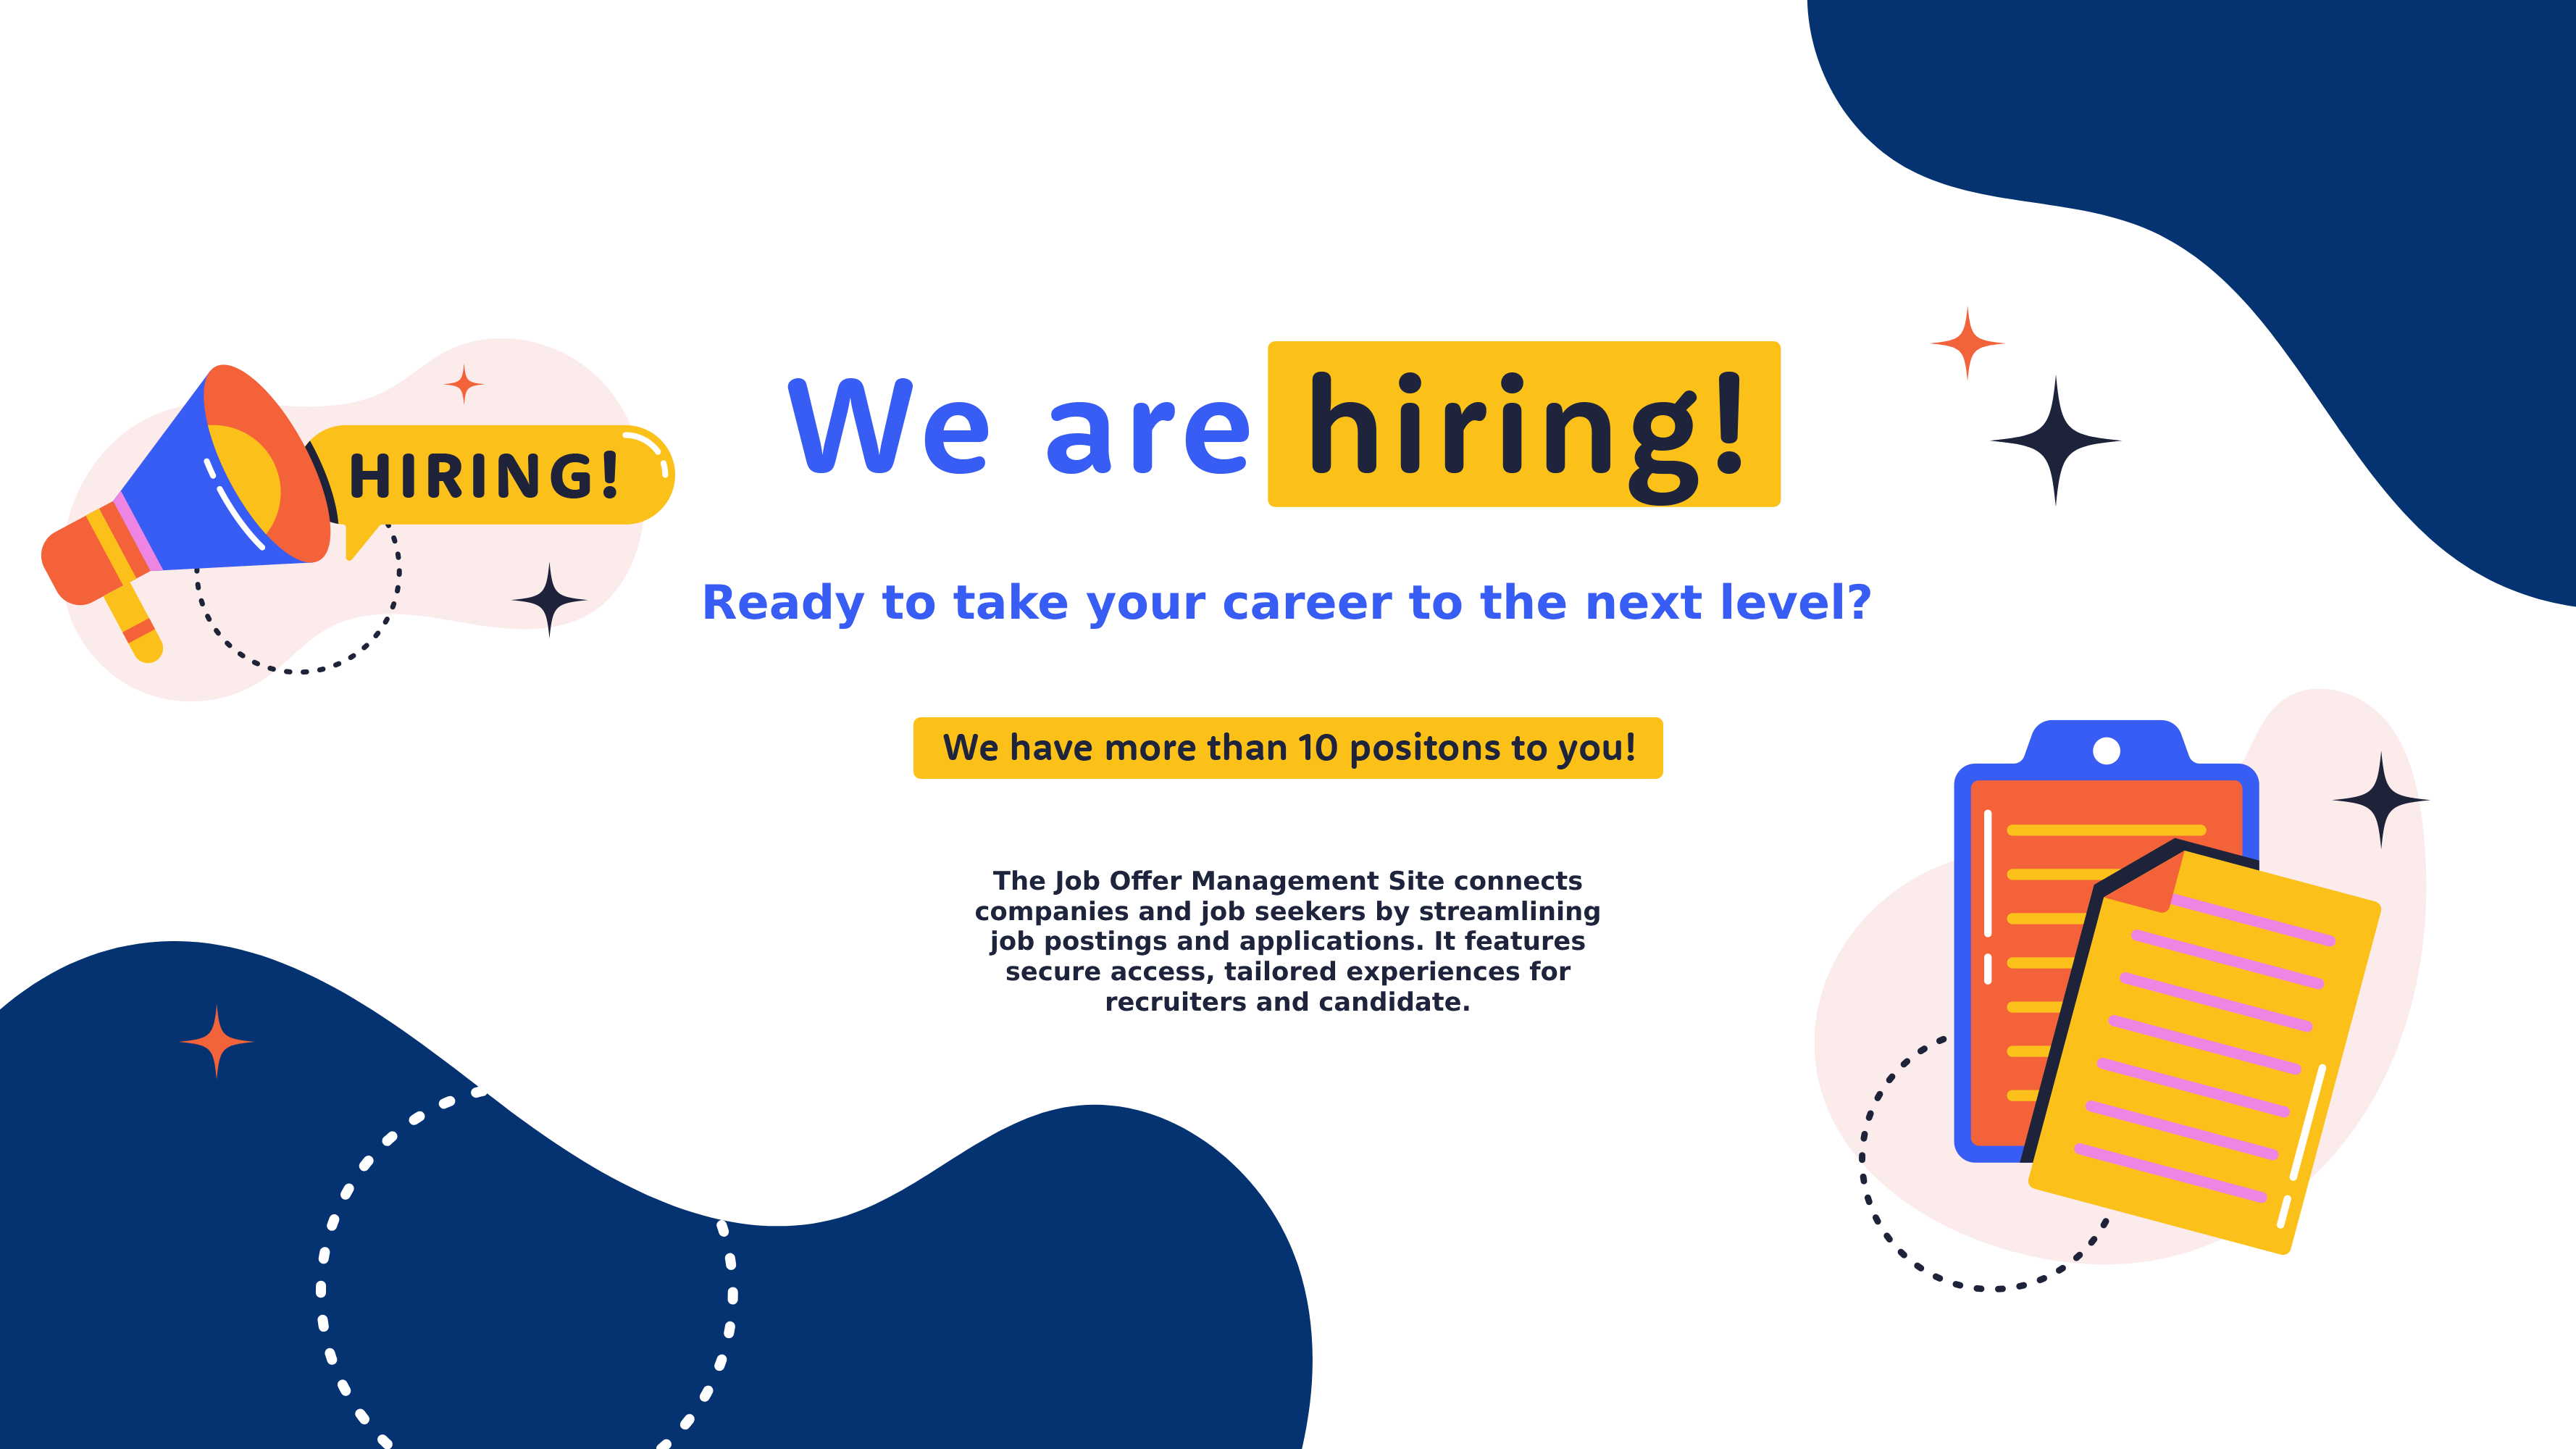 HIRING!
We are hiring!
Ready to take your career to the next level?
We have more than 10 positons to you!
The Job Offer Management Site connects
companies and job seekers by streamlining
job postings and applications. It features
secure access, tailored experiences for
recruiters and candidate.